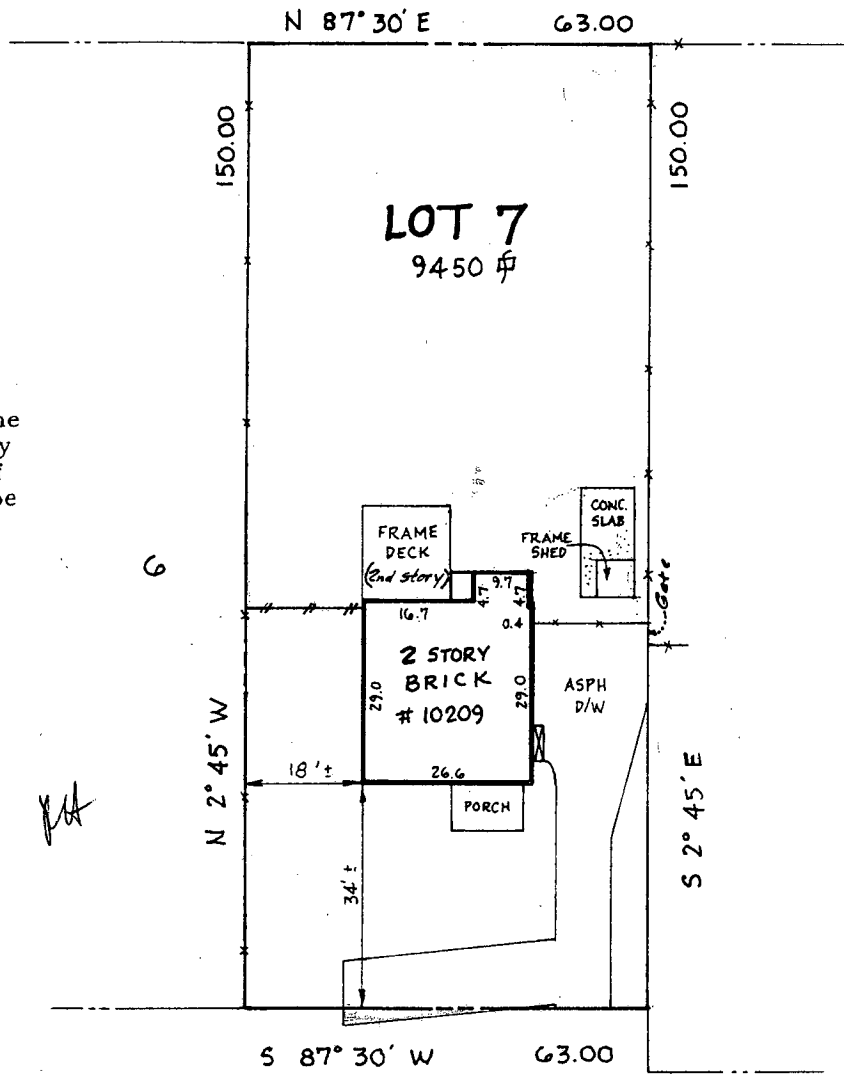 N 87° 30' E 63.00
150.00
150.00
LOT 7
9450
6
FRAME
DECK
(2nd story)
CONC.
SLAB
FRAME
SHED
Gate
9.7
4.7
4.7
16.7
0.4
2 STORY
BRICK
# 10209
29.0
29.0
26.6
ASPH
D/W
18'±
PORCH
34'±
N 2° 45' W
S 2° 45' E
S 87° 30' W 63.00